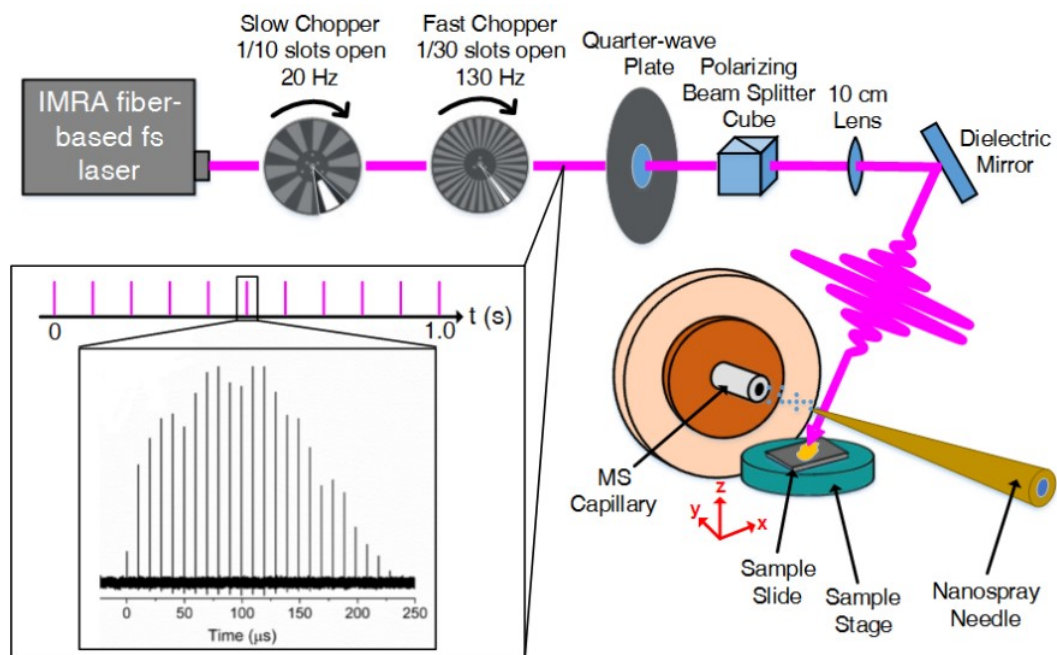 Slow Chopper
1/10 slots open
20 Hz
Fast Chopper
1/30 slots open
130 Hz
Quarter-wave
Plate
Polarizing
Beam Splitter
Cube
10 cm
Lens
Dielectric
Mirror
IMRA fiber-
based fs
laser
0
1.0
t (s)
0
50
100
150
200
250
Time (μs)
MS
Capillary
z
y
x
Sample
Slide
Sample
Stage
Nanospray
Needle